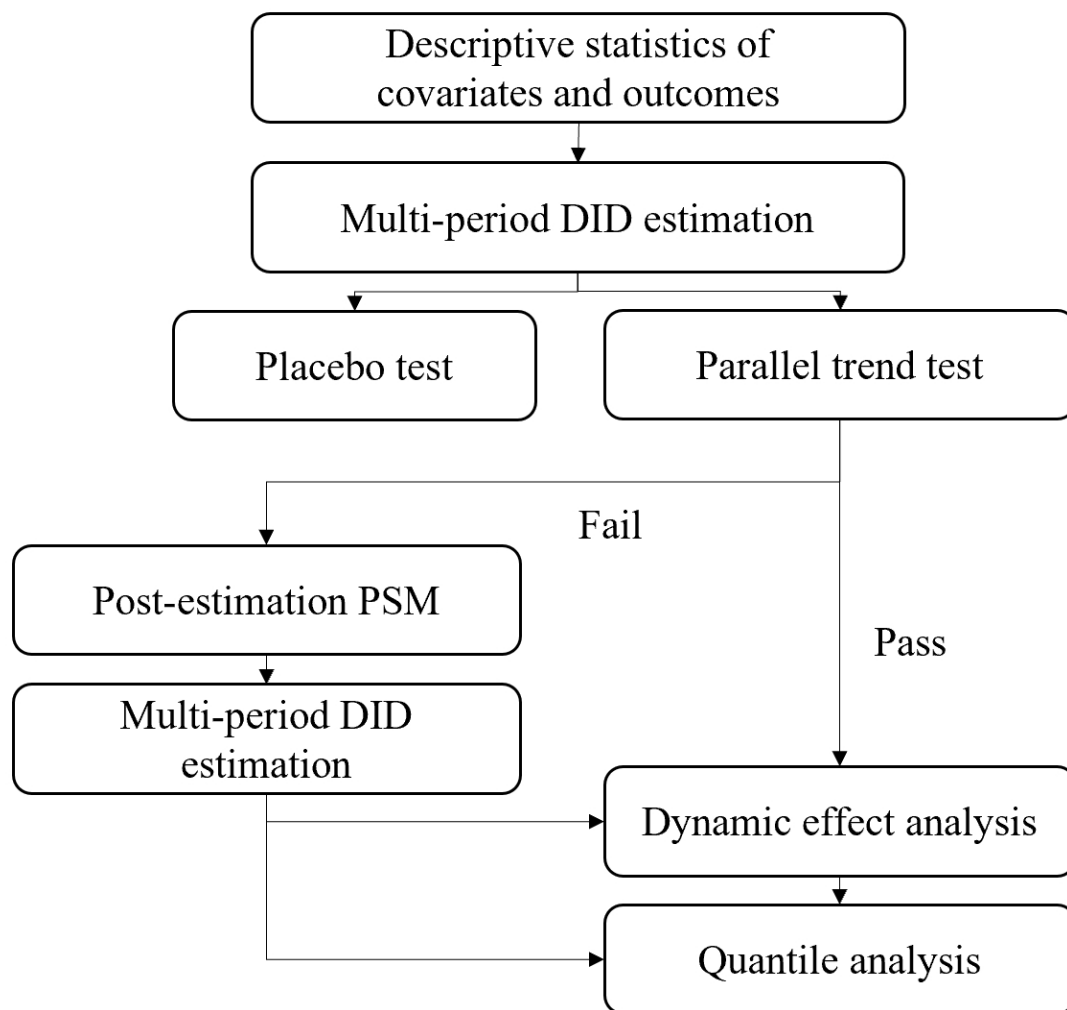 Descriptive statistics of
covariates and outcomes
Multi-period DID estimation
Placebo test
Parallel trend test
Fail
Post-estimation PSM
Pass
Multi-period DID
estimation
Dynamic effect analysis
Quantile analysis